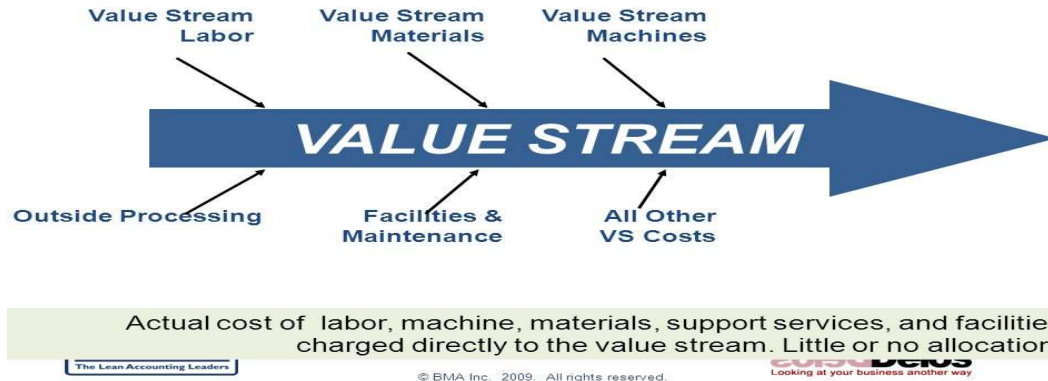 Value Stream
Labor
Value Stream
Materials
Value Stream
Machines
VALUE STREAM
Outside Processing
Facilities &
Maintenance
All Other
VS Costs
Actual cost of labor, machine, materials, support services, and facilitie
charged directly to the value stream. Little or no allocation
The Lean Accounting Leaders
© BMA Inc. 2009. All rights reserved.
Looking at your business another way